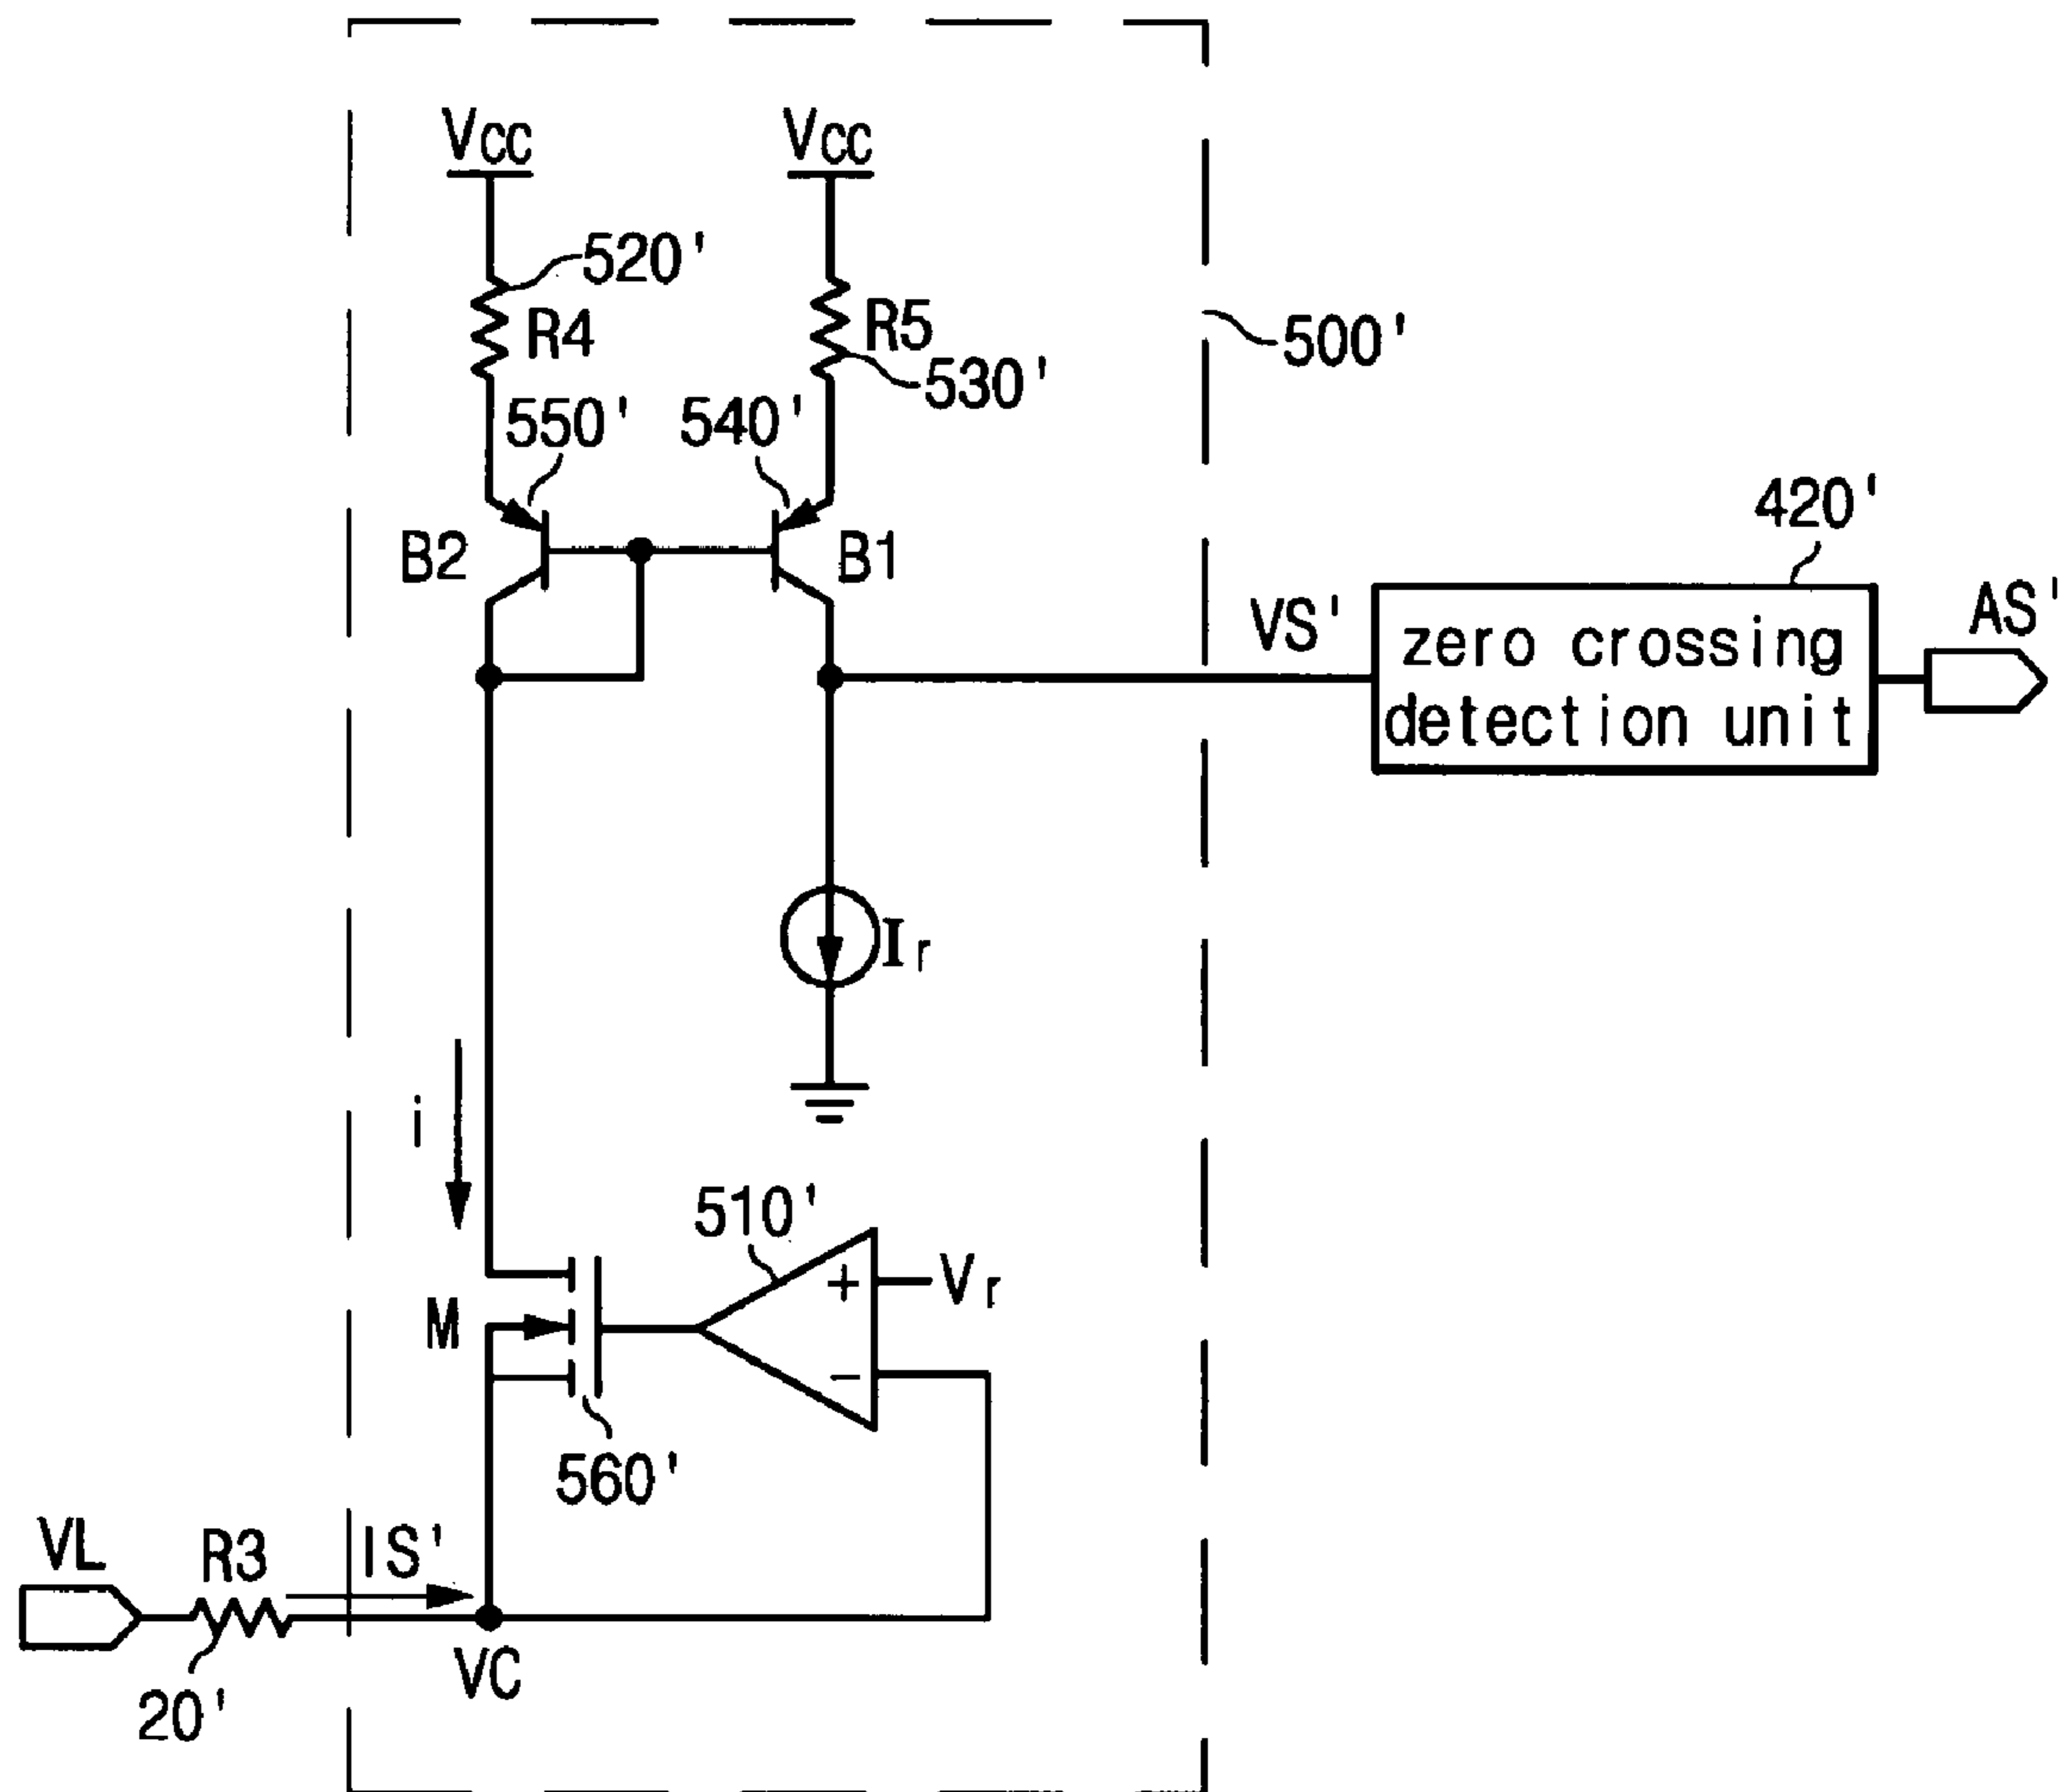 Vcc
Vcc
520'
R4
R5
530'
500'
550'
540'
B2
B1
420'
VS'
zero crossing
detection unit
AS'
Ir
i
510'
+
Vr
M
-
560'
VL
R3
IS'
VC
20'